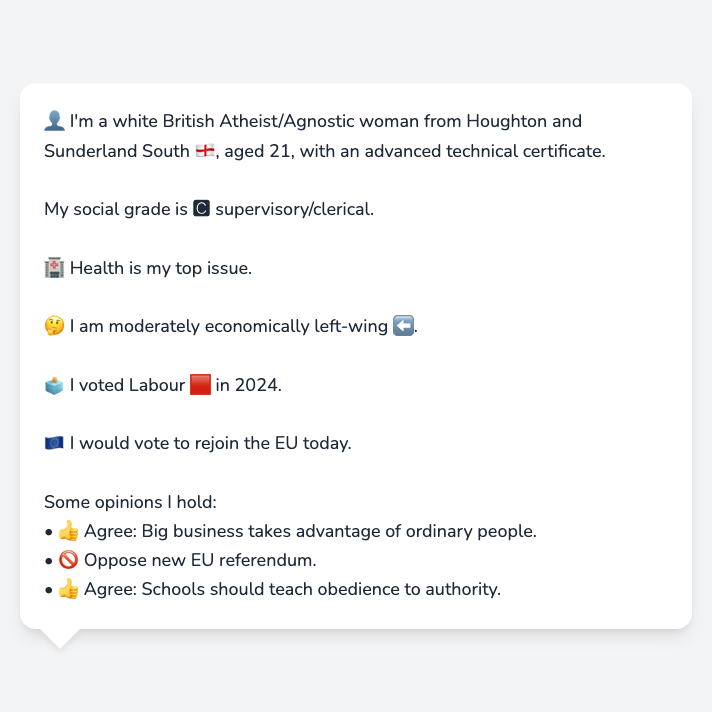 👤 I'm a white British Atheist/Agnostic woman from Houghton and
Sunderland South 🏴󠁧󠁢󠁥󠁮󠁧󠁿, aged 21, with an advanced technical certificate.
My social grade is 🅲 supervisory/clerical.
🏥 Health is my top issue.
🤔 I am moderately economically left-wing ⬅️.
🗳️ I voted Labour 🟥 in 2024.
🇪🇺 I would vote to rejoin the EU today.
Some opinions I hold:
• 👍 Agree: Big business takes advantage of ordinary people.
• 🚫 Oppose new EU referendum.
• 👍 Agree: Schools should teach obedience to authority.